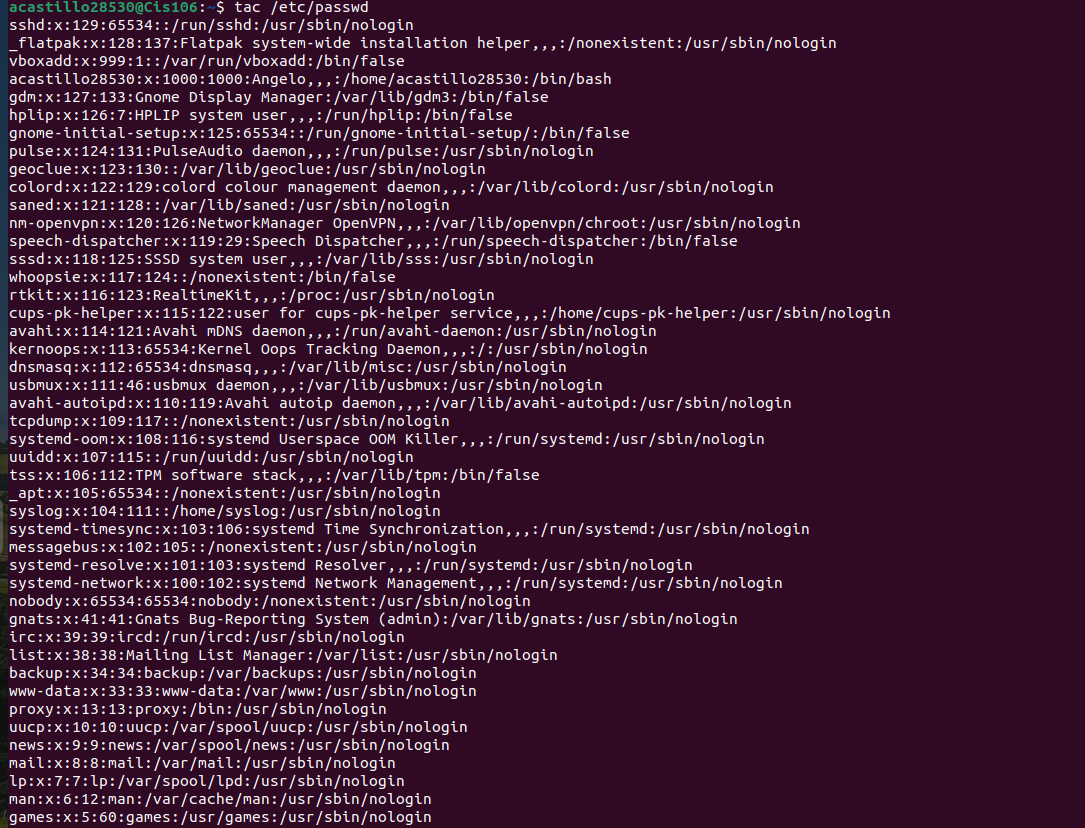 acastillo28530@Cis106:~$ tac /etc/passwd
sshd:x:129:65534::/run/sshd:/usr/sbin/nologin
_flatpak:x:128:137:Flatpak system-wide installation helper,,,:/nonexistent:/usr/sbin/nologin
vboxadd:x:999:1::/var/run/vboxadd:/bin/false
acastillo28530:x:1000:1000:Angelo,,,:/home/acastillo28530:/bin/bash
gdm:x:127:133:Gnome Display Manager:/var/lib/gdm3:/bin/false
hplip:x:126:7:HPLIP system user,,,:/run/hplip:/bin/false
gnome-initial-setup:x:125:65534::/run/gnome-initial-setup/:/bin/false
pulse:x:124:131:PulseAudio daemon,,,:/run/pulse:/usr/sbin/nologin
geoclue:x:123:130::/var/lib/geoclue:/usr/sbin/nologin
colord:x:122:129:colord colour management daemon,,,:/var/lib/colord:/usr/sbin/nologin
saned:x:121:128::/var/lib/saned:/usr/sbin/nologin
nm-openvpn:x:120:126:NetworkManager OpenVPN,,,:/var/lib/openvpn/chroot:/usr/sbin/nologin
speech-dispatcher:x:119:29:Speech Dispatcher,,,:/run/speech-dispatcher:/bin/false
sssd:x:118:125:SSSD system user,,,:/var/lib/sss:/usr/sbin/nologin
whoopsie:x:117:124::/nonexistent:/bin/false
rtkit:x:116:123:RealtimeKit,,,:/proc:/usr/sbin/nologin
cups-pk-helper:x:115:122:user for cups-pk-helper service,,,:/home/cups-pk-helper:/usr/sbin/nologin
avahi:x:114:121:Avahi mDNS daemon,,,:/run/avahi-daemon:/usr/sbin/nologin
kernoops:x:113:65534:Kernel Oops Tracking Daemon,,,:/:/usr/sbin/nologin
dnsmasq:x:112:65534:dnsmasq,,,:/var/lib/misc:/usr/sbin/nologin
usbmux:x:111:46:usbmux daemon,,,:/var/lib/usbmux:/usr/sbin/nologin
avahi-autoipd:x:110:119:Avahi autoip daemon,,,:/var/lib/avahi-autoipd:/usr/sbin/nologin
tcpdump:x:109:117::/nonexistent:/usr/sbin/nologin
systemd-oom:x:108:116:systemd Userspace OOM Killer,,,:/run/systemd:/usr/sbin/nologin
uuidd:x:107:115::/run/uuidd:/usr/sbin/nologin
tss:x:106:112:TPM software stack,,,:/var/lib/tpm:/bin/false
_apt:x:105:65534::/nonexistent:/usr/sbin/nologin
syslog:x:104:111::/home/syslog:/usr/sbin/nologin
systemd-timesync:x:103:106:systemd Time Synchronization,,,:/run/systemd:/usr/sbin/nologin
messagebus:x:102:105::/nonexistent:/usr/sbin/nologin
systemd-resolve:x:101:103:systemd Resolver,,,:/run/systemd:/usr/sbin/nologin
systemd-network:x:100:102:systemd Network Management,,,:/run/systemd:/usr/sbin/nologin
nobody:x:65534:65534:nobody:/nonexistent:/usr/sbin/nologin
gnats:x:41:41:Gnats Bug-Reporting System (admin):/var/lib/gnats:/usr/sbin/nologin
irc:x:39:39:ircd:/run/ircd:/usr/sbin/nologin
list:x:38:38:Mailing List Manager:/var/list:/usr/sbin/nologin
backup:x:34:34:backup:/var/backups:/usr/sbin/nologin
www-data:x:33:33:www-data:/var/www:/usr/sbin/nologin
proxy:x:13:13:proxy:/bin:/usr/sbin/nologin
uucp:x:10:10:uucp:/var/spool/uucp:/usr/sbin/nologin
news:x:9:9:news:/var/spool/news:/usr/sbin/nologin
mail:x:8:8:mail:/var/mail:/usr/sbin/nologin
lp:x:7:7:lp:/var/spool/lpd:/usr/sbin/nologin
man:x:6:12:man:/var/cache/man:/usr/sbin/nologin
games:x:5:60:games:/usr/games:/usr/sbin/nologin